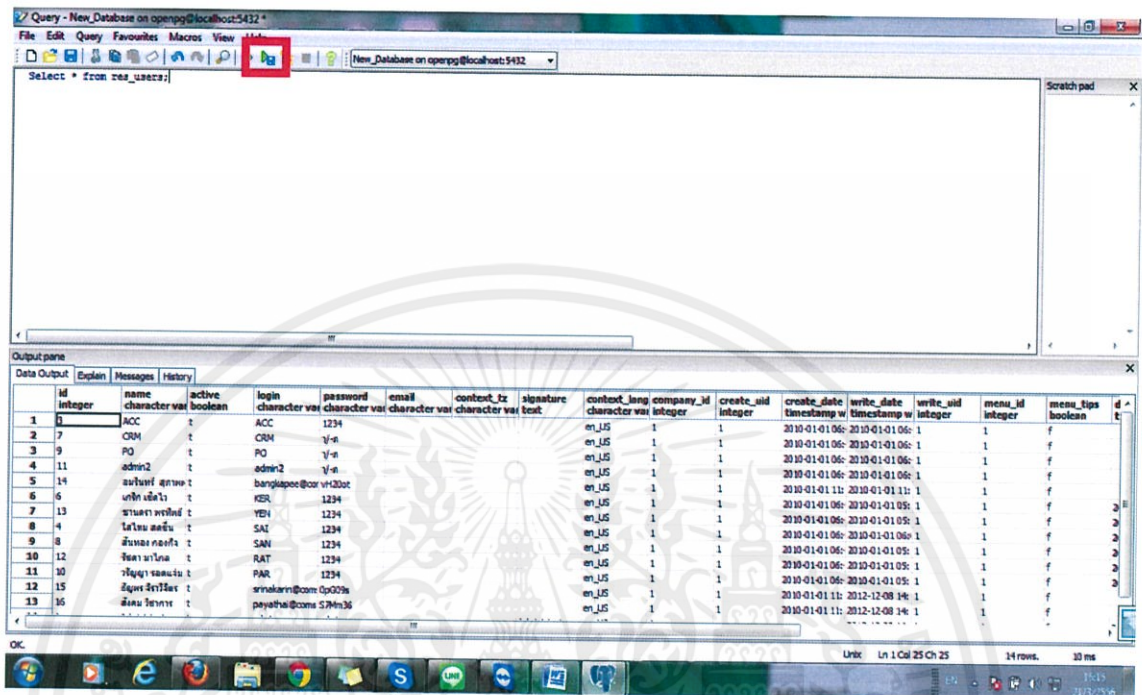 Query - New_Database on openpg@localhost:5432 *
File Edit Query Favourites Macros View Help
New_Database on openpg@localhost:5432
Select * from res_users;
Scratch pad
Output pane
Data Output Explain Messages History
id name active login password email context_tz signature context_lang company_id create_uid create_date write_date write_uid menu_id menu_tips
integer character var boolean character var character var character var character var text character var integer integer timestamp w timestamp w integer integer boolean
1 ACC t ACC 1234 en_US 1 1 2010-01-01 06: 2010-01-01 06: 1 1 f
2 7 CRM t CRM en_US 1 1 2010-01-01 06: 2010-01-01 06: 1 1 f
3 9 PO t PO en_US 1 1 2010-01-01 06: 2010-01-01 06: 1 1 f
4 11 admin2 t admin2 en_US 1 1 2010-01-01 06: 2010-01-01 06: 1 1 f
5 14 t en_US 1 1 2010-01-01 11: 2010-01-01 11: 1 1 f
6 6 t KER 1234 en_US 1 1 2010-01-01 06: 2010-01-01 05: 1 1 f
7 13 t YEN 1234 en_US 1 1 2010-01-01 06: 2010-01-01 05: 1 1 f
8 4 t SAI 1234 en_US 1 1 1 1 f
9 8 t SAN 1234 en_US 1 1 2010-01-01 06: 2010-01-01 05: 1 1 f
10 12 t RAT 1234 en_US 1 1 2010-01-01 06: 2010-01-01 05: 1 1 f
11 10 t PAR 1234 en_US 1 1 2010-01-01 06: 2010-01-01 05: 1 1 f
12 15 t en_US 1 1 2010-01-01 11: 2012-12-08 14: 1 1 f
13 16 t en_US 1 1 2010-01-01 11: 2012-12-08 14: 1 1 f
OK.
Unix Ln 1 Col 25 Ch 25 14 rows. 10 ms
EN 15:15